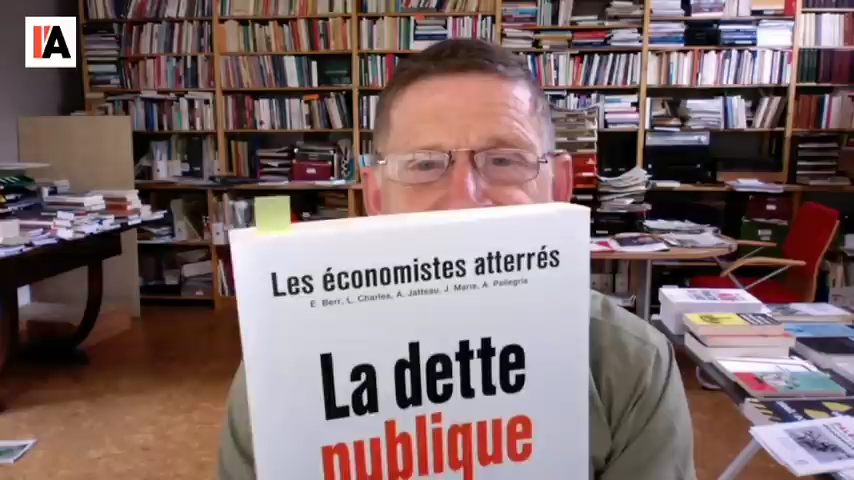 I'A
Les économistes atterrés
E. Berr, L. Charles, A. Jatteau, J. Marie, A. Pellegris
La dette
publique